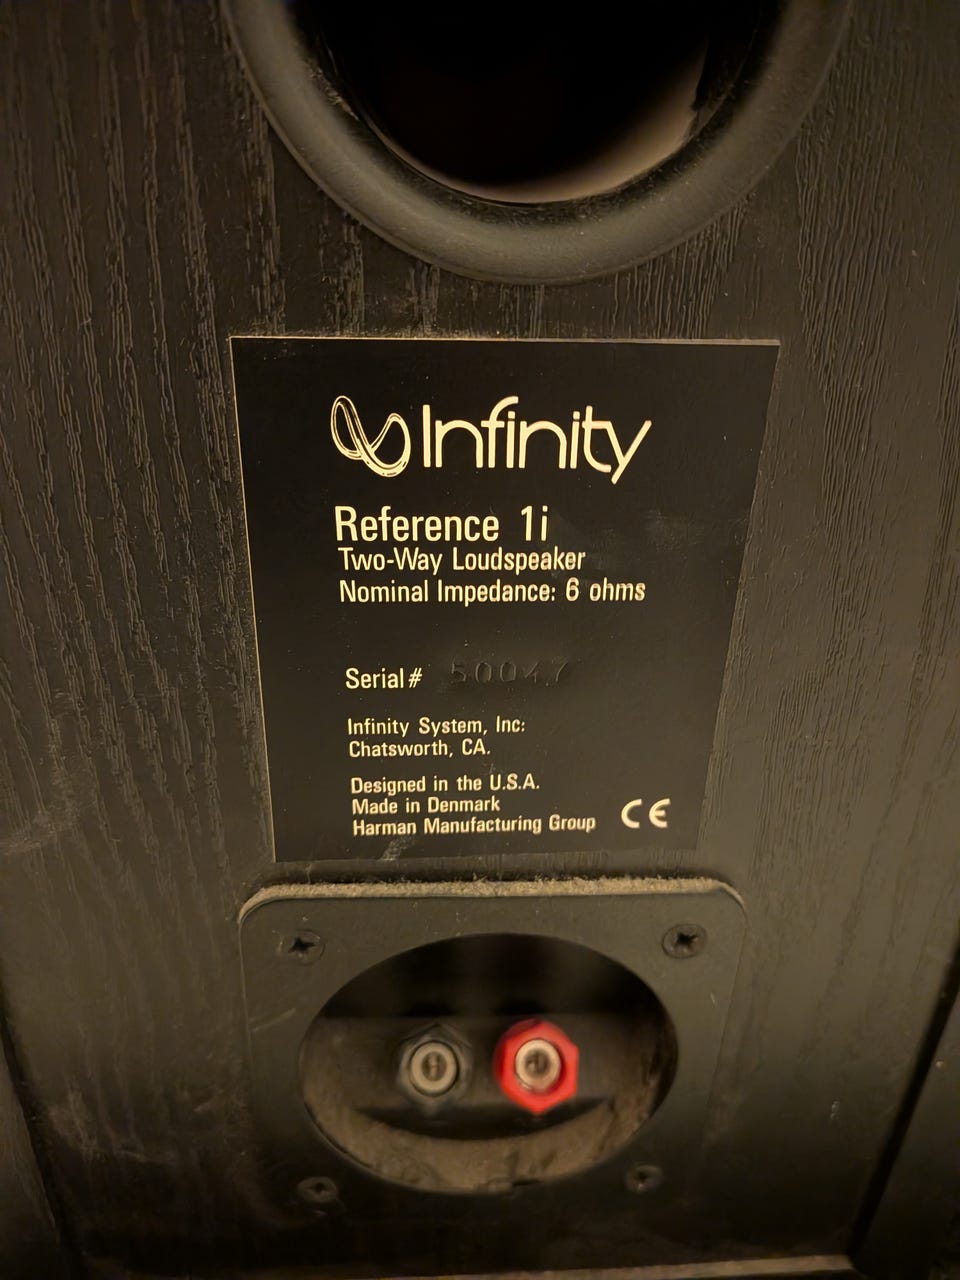 Infinity
Reference 1i
Two-Way Loudspeaker
Nominal Impedance: 6 ohms
Serial# 50047
Infinity System, Inc:
Chatsworth, CA.
Designed in the U.S.A.
Made in Denmark
Harman Manufacturing Group CE